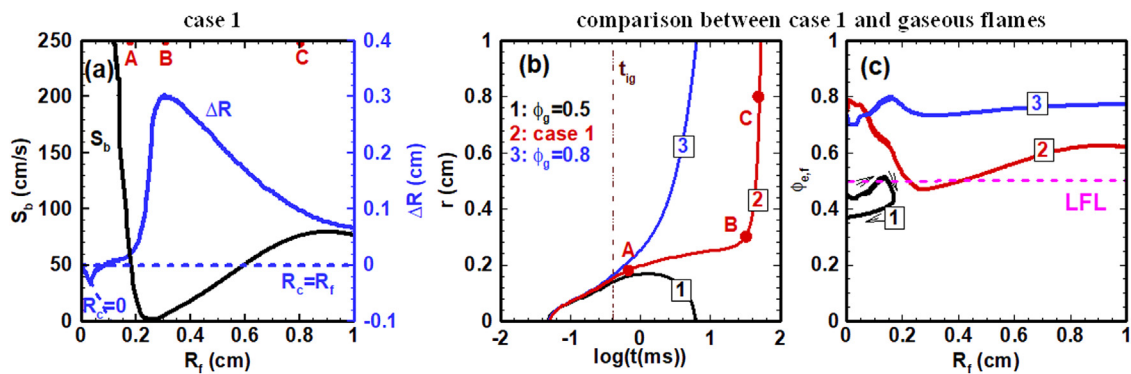 case 1
comparison between case 1 and gaseous flames
250
200
150
100
50
0
S_b (cm/s)
A B C
(a)
S_b
ΔR
R_c=0
R_c=R_f
0.4
0.3
0.2
0.1
0
-0.1
ΔR (cm)
0 0.2 0.4 0.6 0.8 1
R_f (cm)
1
0.8
0.6
0.4
0.2
0
r (cm)
(b)
t_ig
1: ϕ_g=0.5
2: case 1
3: ϕ_g=0.8
3
C
2
B
A
1
-2 -1 0 1 2
log(t(ms))
1
0.8
0.6
0.4
0.2
0
ϕ_e,f
(c)
3
2
LFL
1
0 0.2 0.4 0.6 0.8 1
R_f (cm)